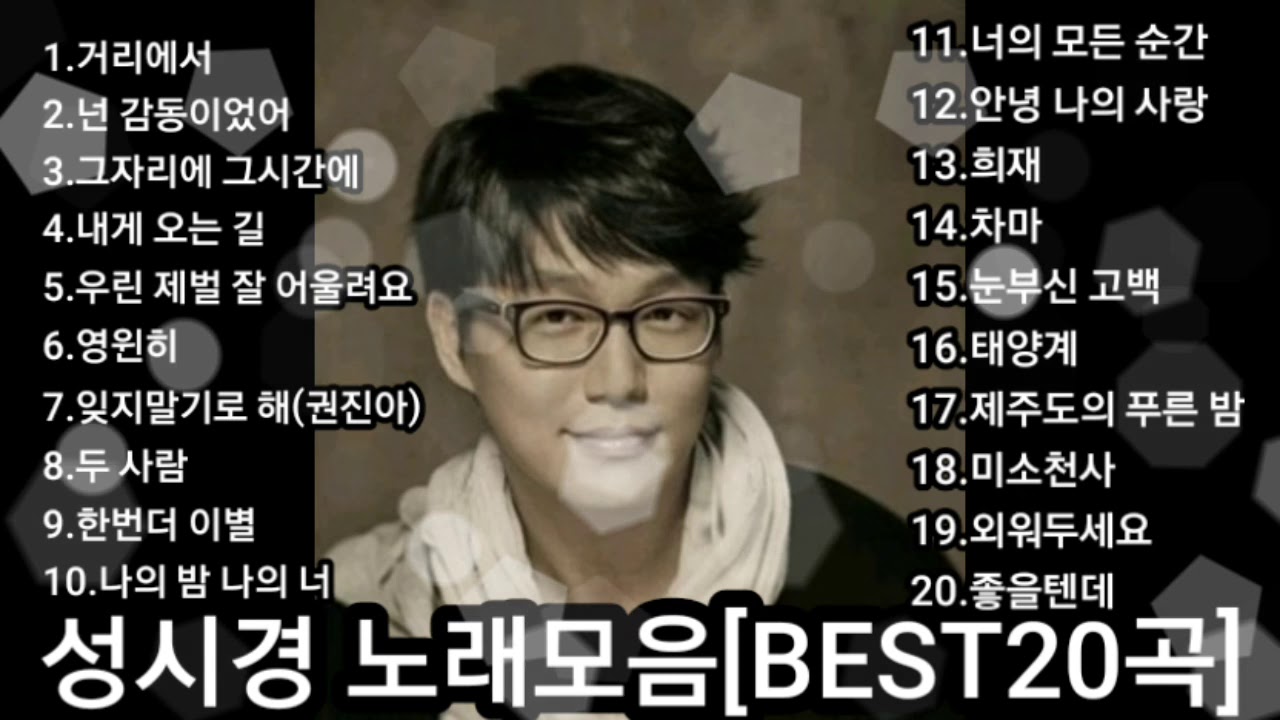 1.거리에서
2.넌 감동이었어
3.그자리에 그시간에
4.내게 오는 길
5.우린 제벌 잘 어울려요
6.영윈히
7.잊지말기로 해(권진아)
8.두 사람
9.한번더 이별
10.나의 밤 나의 너
11.너의 모든 순간
12.안녕 나의 사랑
13.희재
14.차마
15.눈부신 고백
16.태양계
17.제주도의 푸른 밤
18.미소천사
19.외워두세요
20.좋을텐데
성시경 노래모음[BEST20곡]